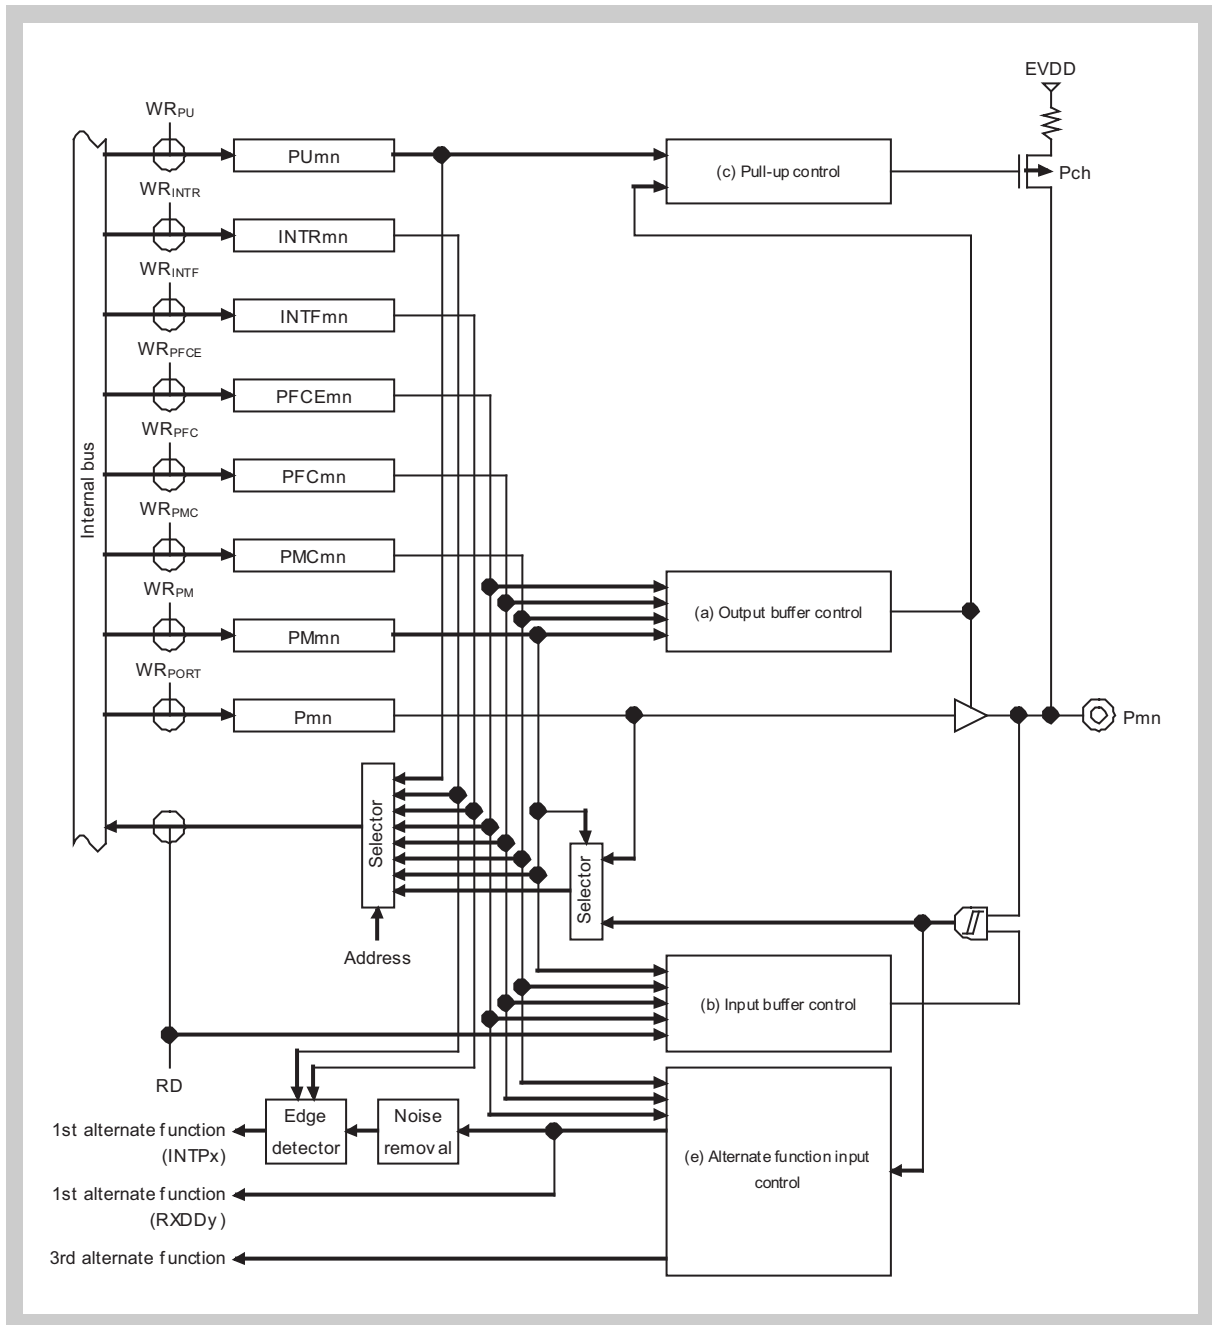 EVDD
WRPU
PUmn
(c) Pull-up control
Pch
WRINTR
INTRmn
WRINTF
INTFmn
WRPFCE
PFCEmn
WRPFC
PFCmn
Internal bus
WRPMC
PMCmn
WRPM
PMmn
(a) Output buffer control
WRPORT
Pmn
Pmn
Selector
Selector
Address
(b) Input buffer control
RD
Edge
detector
Noise
removal
1st alternate function
(INTPx)
(e) Alternate function input
control
1st alternate function
(RXDDy)
3rd alternate function